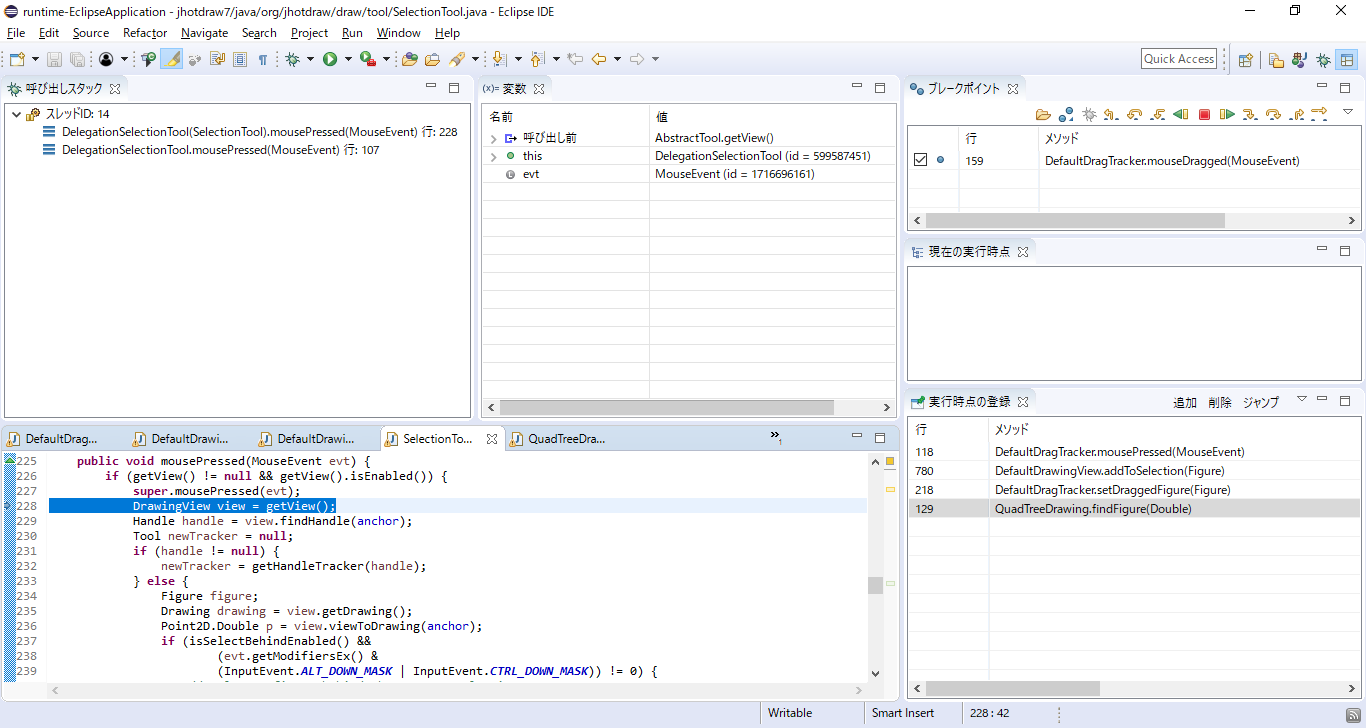 runtime-EclipseApplication - jhotdraw7/java/org/jhotdraw/draw/tool/SelectionTool.java - Eclipse IDE
File Edit Source Refactor Navigate Search Project Run Window Help
Quick Access
呼び出しスタック
スレッドID: 14
DelegationSelectionTool(SelectionTool).mousePressed(MouseEvent) 行: 228
DelegationSelectionTool.mousePressed(MouseEvent) 行: 107
(x)= 変数
名前 値
呼び出し前 AbstractTool.getView()
this DelegationSelectionTool (id = 599587451)
evt MouseEvent (id = 1716696161)
ブレークポイント
行 メソッド
159 DefaultDragTracker.mouseDragged(MouseEvent)
現在の実行時点
実行時点の登録 追加 削除 ジャンプ
行 メソッド
118 DefaultDragTracker.mousePressed(MouseEvent)
780 DefaultDrawingView.addToSelection(Figure)
218 DefaultDragTracker.setDraggedFigure(Figure)
129 QuadTreeDrawing.findFigure(Double)
DefaultDrag... DefaultDrawi... DefaultDrawi... SelectionTo... QuadTreeDra... »1
225 public void mousePressed(MouseEvent evt) {
226 if (getView() != null && getView().isEnabled()) {
227 super.mousePressed(evt);
228 DrawingView view = getView();
229 Handle handle = view.findHandle(anchor);
230 Tool newTracker = null;
231 if (handle != null) {
232 newTracker = getHandleTracker(handle);
233 } else {
234 Figure figure;
235 Drawing drawing = view.getDrawing();
236 Point2D.Double p = view.viewToDrawing(anchor);
237 if (isSelectBehindEnabled() &&
238 (evt.getModifiersEx() &
239 (InputEvent.ALT_DOWN_MASK | InputEvent.CTRL_DOWN_MASK)) != 0) {
Writable Smart Insert 228 : 42